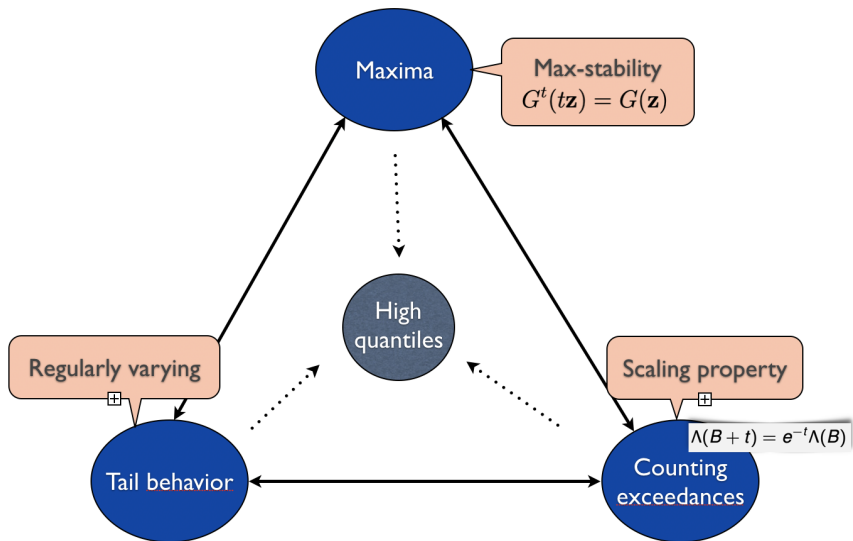 Maxima
Max-stability
G^t(tz) = G(z)
High
quantiles
Regularly varying
Scaling property
Λ(B + t) = e^{-t}Λ(B)
Tail behavior
Counting
exceedances